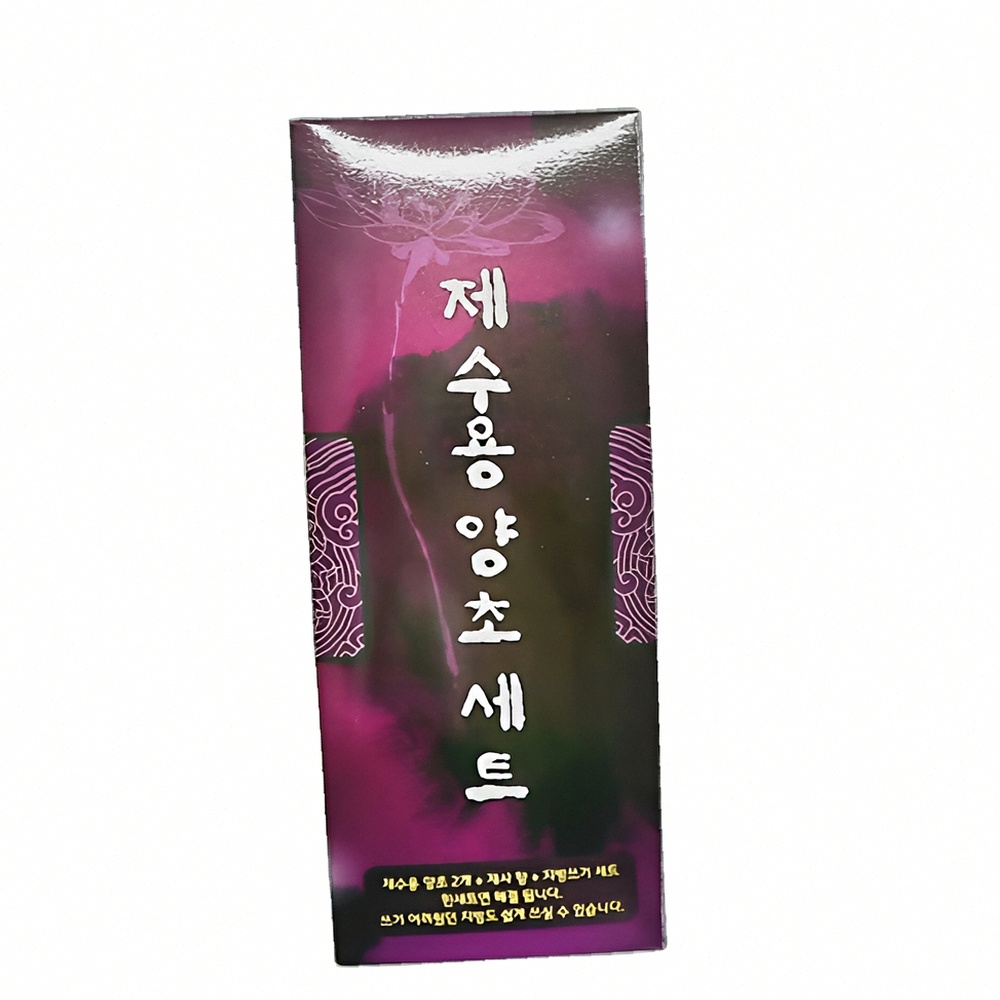 제수용 양초 세트
제수용 양초 2개 • 제사 향 • 지방쓰기 세트
한세트면 해결 됩니다.
쓰기 어려웠던 지방도 쉽게 쓰실 수 있습니다.